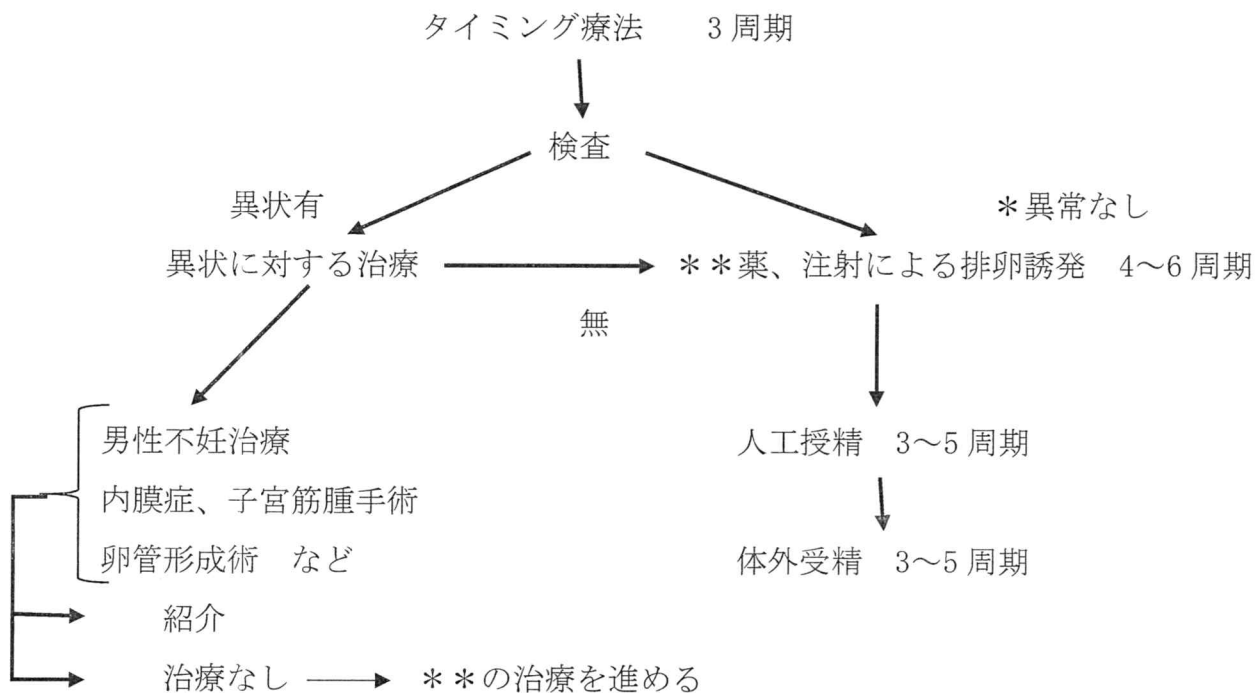 タイミング療法　　3周期
検査
異状有
＊異常なし
異状に対する治療
＊＊薬、注射による排卵誘発　4～6周期
無
男性不妊治療
人工授精　3～5周期
内膜症、子宮筋腫手術
卵管形成術　など
体外受精　3～5周期
紹介
治療なし
＊＊の治療を進める